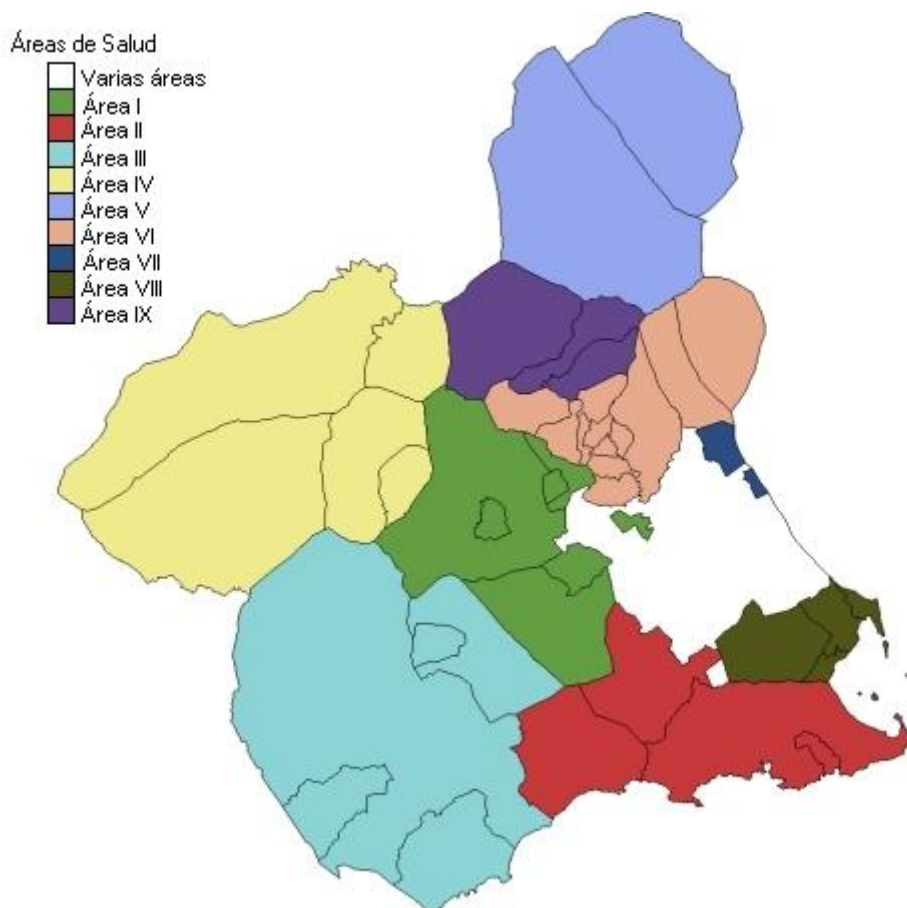 Áreas de Salud
Varias áreas
Área I
Área II
Área III
Área IV
Área V
Área VI
Área VII
Área VIII
Área IX